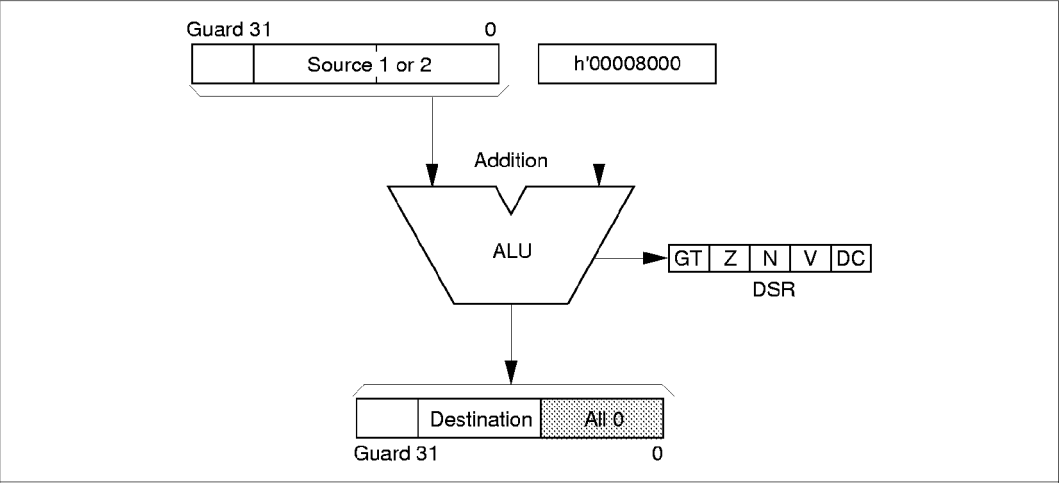 Guard 31 0
Source 1 or 2 h'00008000
Addition
ALU
GT Z N V DC
DSR
Destination All 0
Guard 31 0